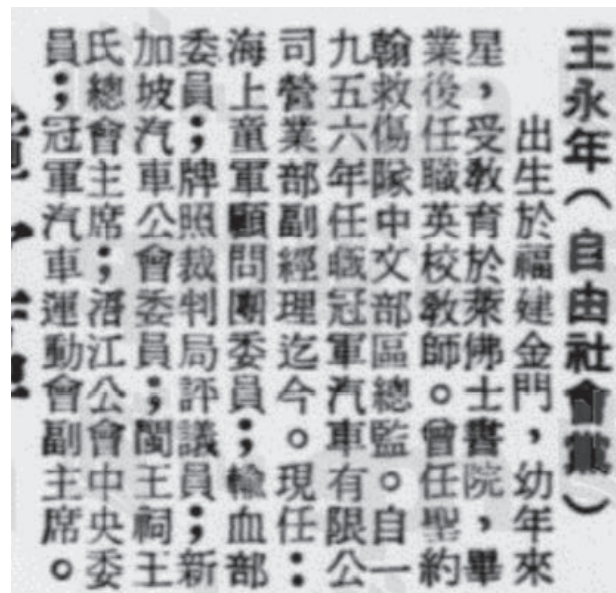 王永年(自由社會黨)
出生於福建金門,幼年來
星,受教育於萊佛士書院,畢
業後任職英校教師。曾任聖約
翰救傷隊中文部區總監。自一
九五六年任職冠軍汽車有限公
司營業部副經理迄今。現任:
海上童軍顧問團委員;輸血部
委員;牌照裁判局評議員;新
加坡汽車公會委員;閩王祠王
氏總會主席;浯江公會中央委
員;冠軍汽車運動會副主席。